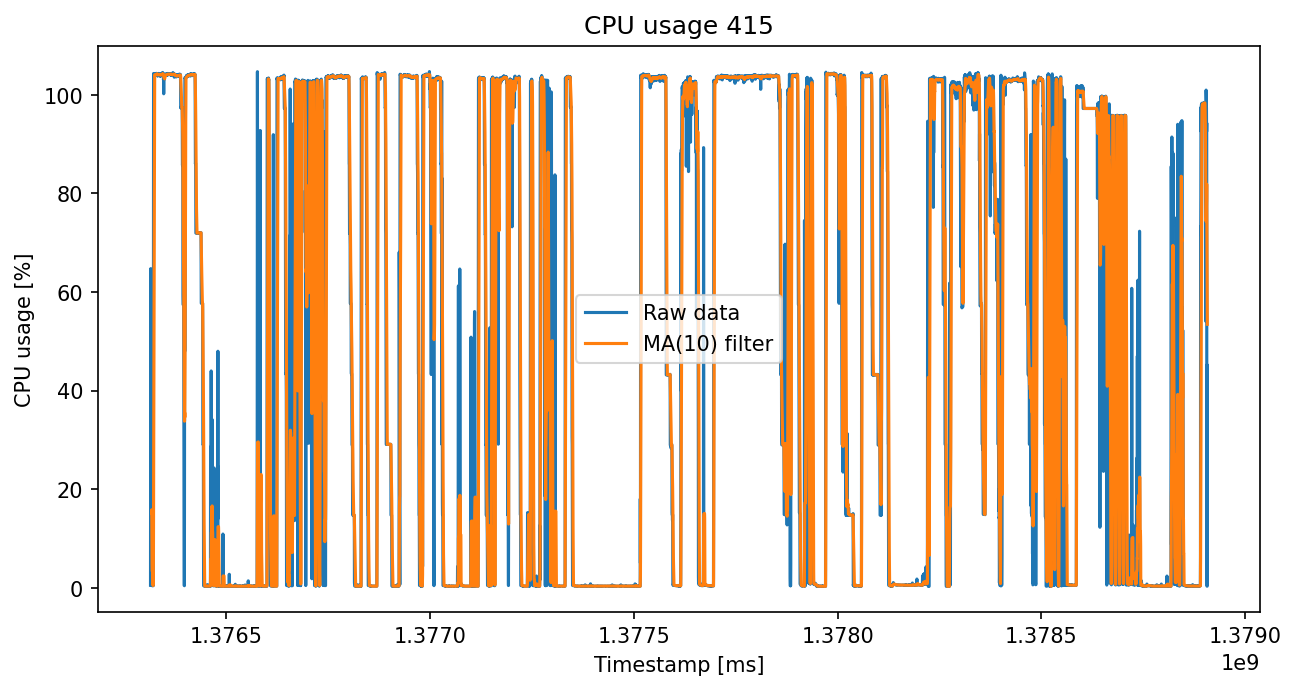 CPU usage 415
CPU usage [%]
100
80
60
40
20
0
Raw data
MA(10) filter
1.3765 1.3770 1.3775 1.3780 1.3785 1.3790
1e9
Timestamp [ms]